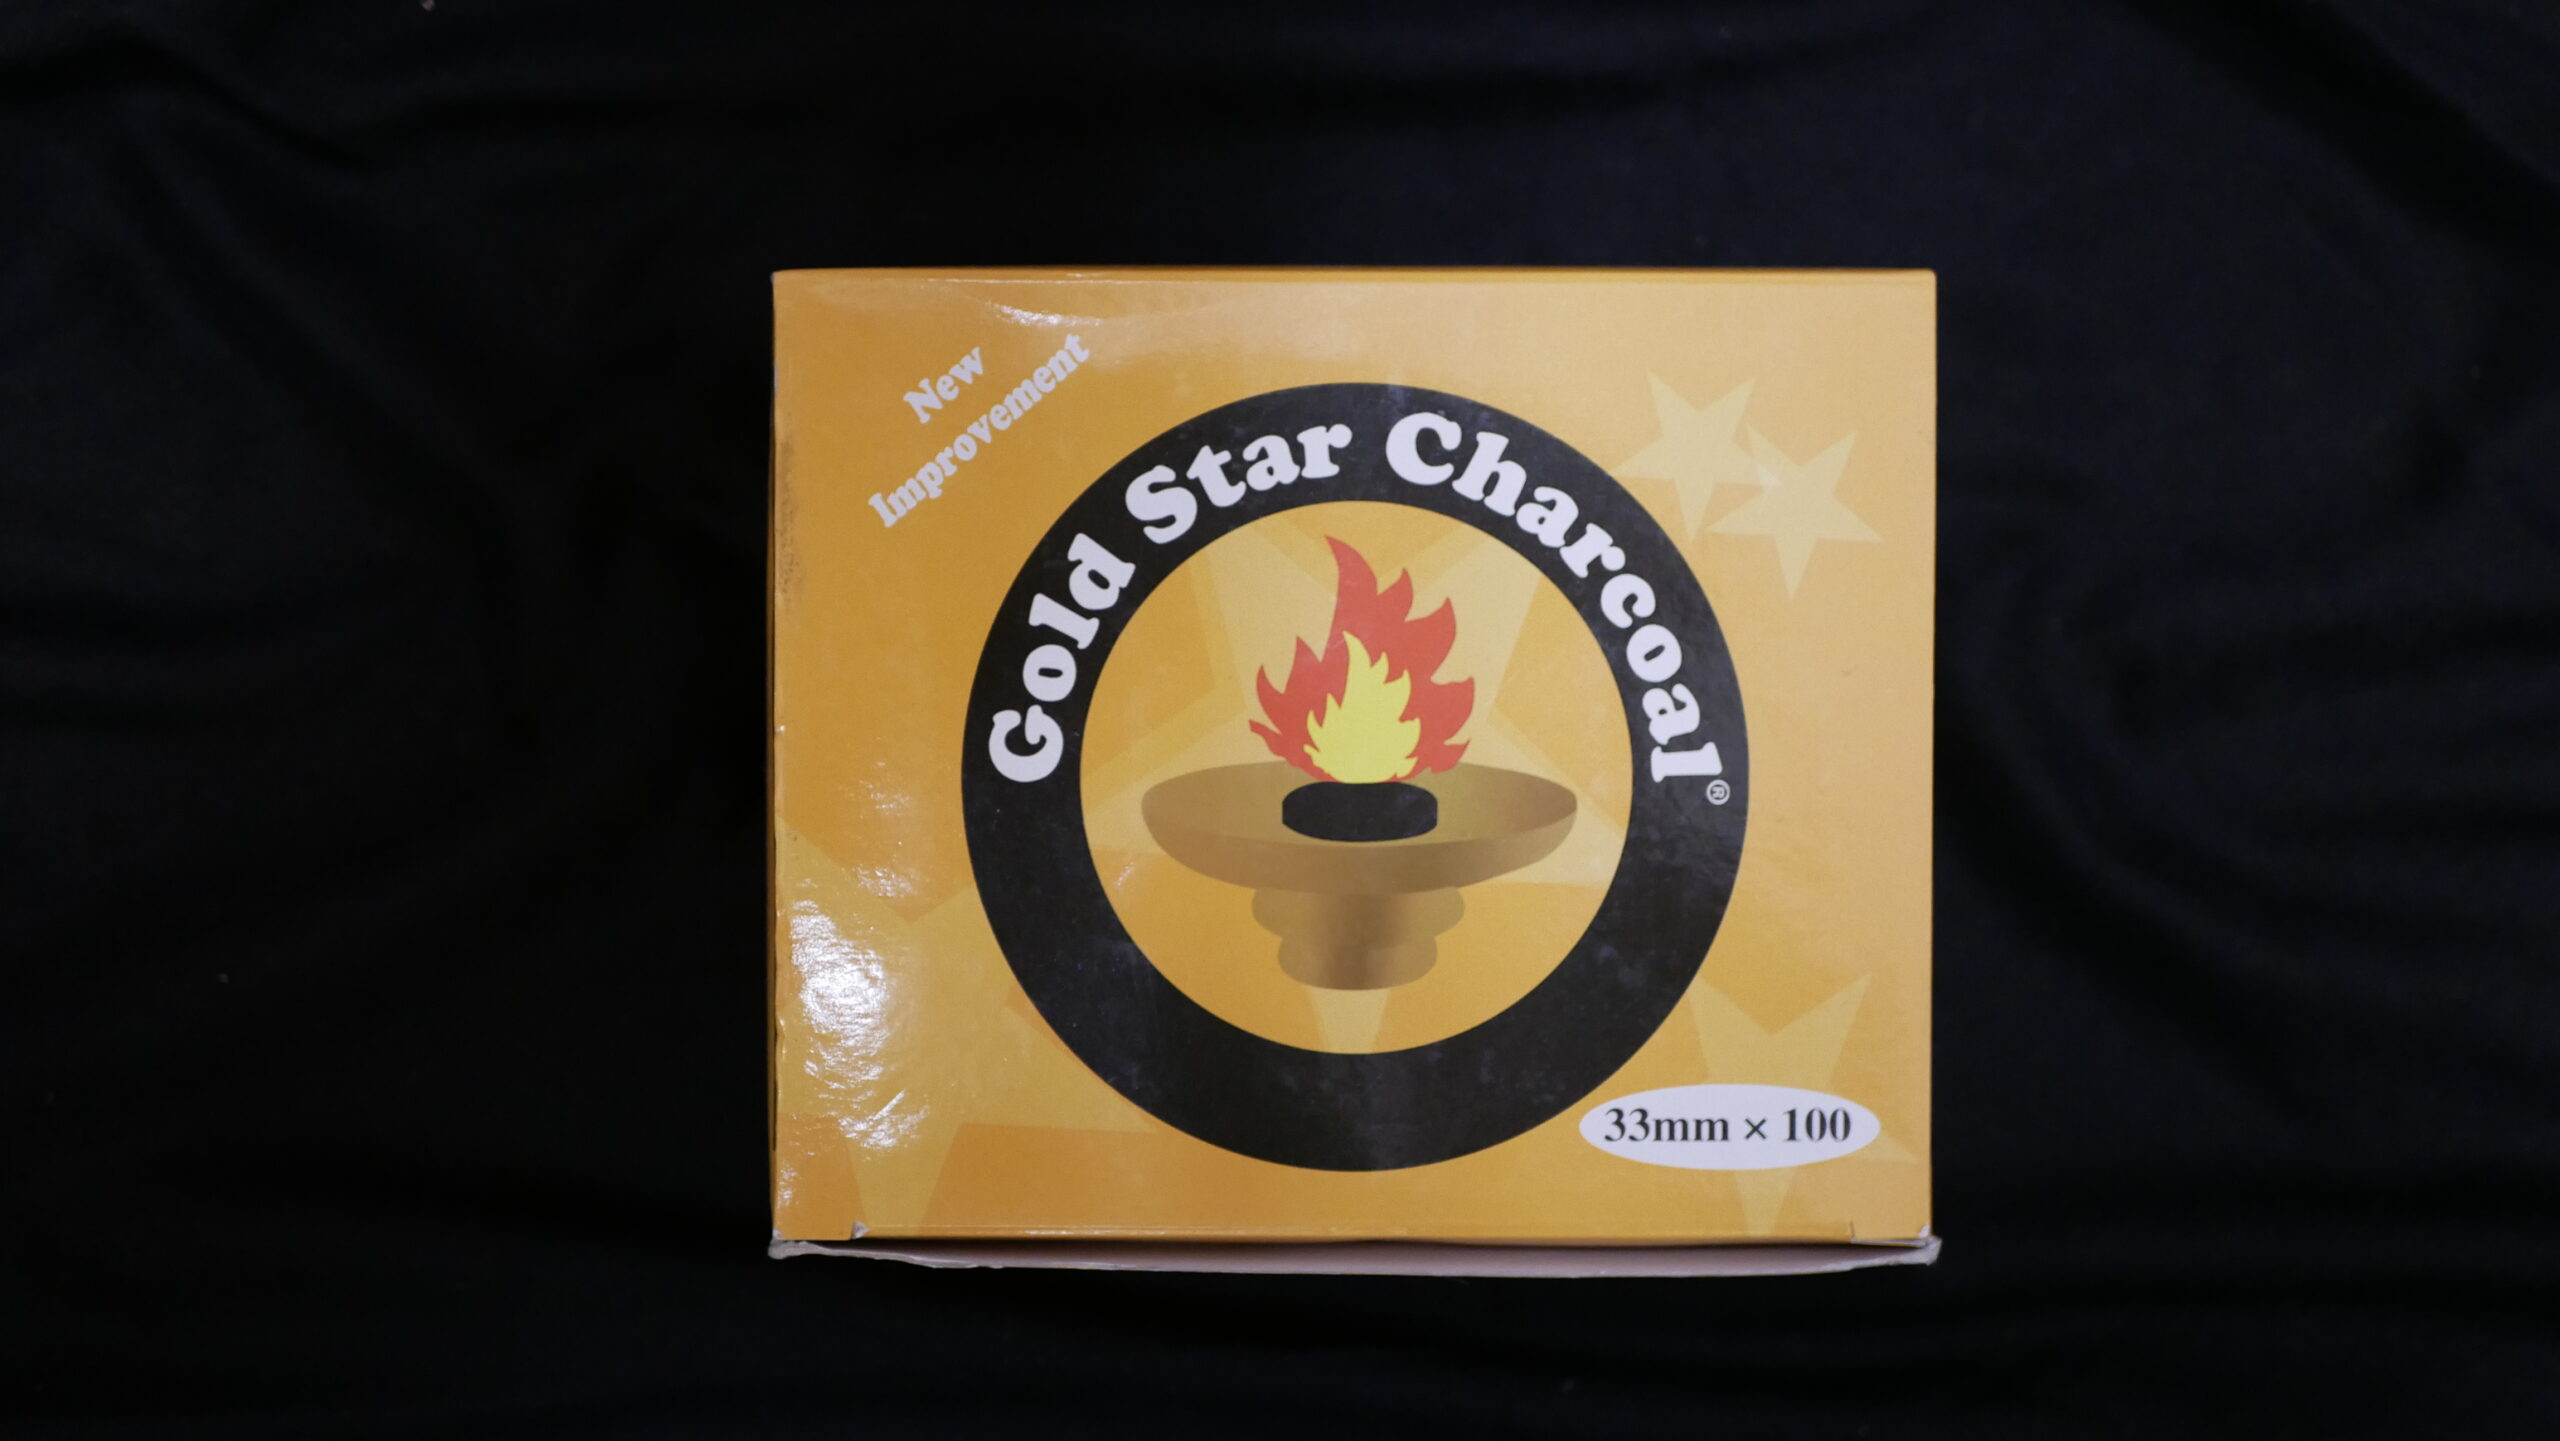 New
Improvement
Gold Star Charcoal®
33mm × 100